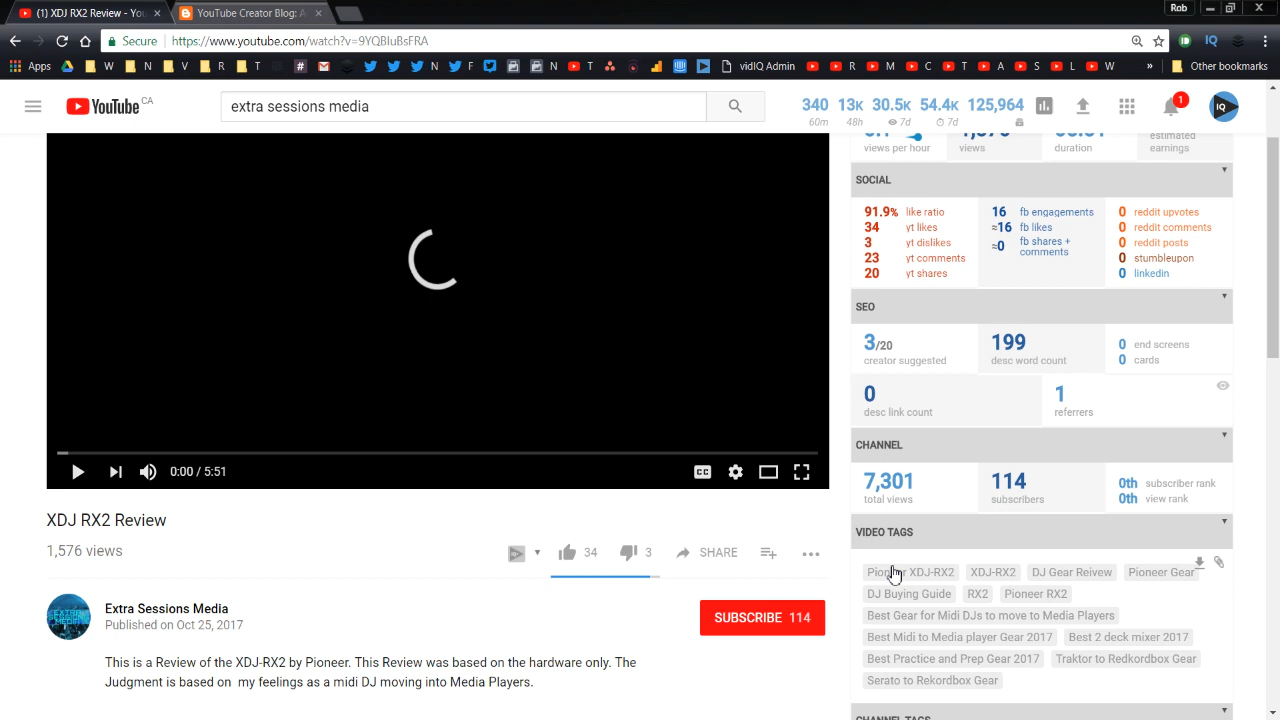 (1) XDJ RX2 Review - You
YouTube Creator Blog: A
Rob
Secure
https://www.youtube.com/watch?v=9YQBluBsFRA
IQ
Apps W N V R T # N N T vidIQ Admin R M C T A S L W » Other bookmarks
YouTube CA
extra sessions media
340 13K 30.5K 54.4K 125,964
60m 48h 7d 7d
1
IQ
views per hour views duration estimated earnings
SOCIAL
91.9% like ratio
34 yt likes
3 yt dislikes
23 yt comments
20 yt shares
16 fb engagements
≈16 fb likes
≈0 fb shares + comments
0 reddit upvotes
0 reddit comments
0 reddit posts
0 stumbleupon
0 linkedin
SEO
3/20
creator suggested
199
desc word count
0 end screens
0 cards
0
desc link count
1
referrers
CHANNEL
7,301
total views
114
subscribers
0th subscriber rank
0th view rank
VIDEO TAGS
Pioneer XDJ-RX2 XDJ-RX2 DJ Gear Reivew Pioneer Gear
DJ Buying Guide RX2 Pioneer RX2
Best Gear for Midi DJs to move to Media Players
Best Midi to Media player Gear 2017 Best 2 deck mixer 2017
Best Practice and Prep Gear 2017 Traktor to Redkordbox Gear
Serato to Rekordbox Gear
CHANNEL TAGS
0:00 / 5:51
CC
XDJ RX2 Review
1,576 views
34 3 SHARE
Extra Sessions Media
Published on Oct 25, 2017
SUBSCRIBE 114
This is a Review of the XDJ-RX2 by Pioneer. This Review was based on the hardware only. The
Judgment is based on my feelings as a midi DJ moving into Media Players.